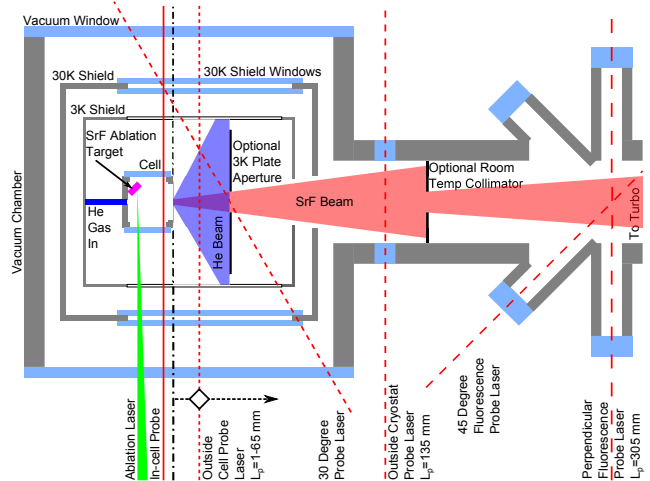 Vacuum Window
30K Shield
30K Shield Windows
3K Shield
SrF Ablation
Target
Cell
Optional
3K Plate
Aperture
Optional Room
Temp Collimator
SrF Beam
He Beam
He
Gas
In
Vacuum Chamber
To Turbo
Ablation Laser
In-cell Probe
Outside
Cell Probe
Laser
Lp=1-65 mm
30 Degree
Probe Laser
Outside Cryostat
Probe Laser
Lp=135 mm
45 Degree
Fluorescence
Probe Laser
Perpendicular
Fluorescence
Probe Laser
Lp=305 mm